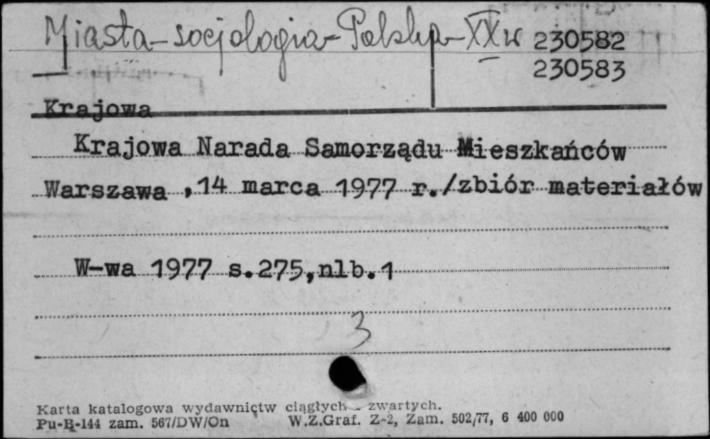 Miasta - socjologia - Polska - XX w 230582
230583
Krajowa
Krajowa Narada Samorządu Mieszkańców
Warszawa ,14 marca 1977 r./zbiór materiałów
W-wa 1977 s.275,nlb.1
3
Karta katalogowa wydawnictw ciągłych - zwartych.
Pu-B-144 zam. 567/DW/On W.Z.Graf. Z-2, Zam. 502/77, 6 400 000